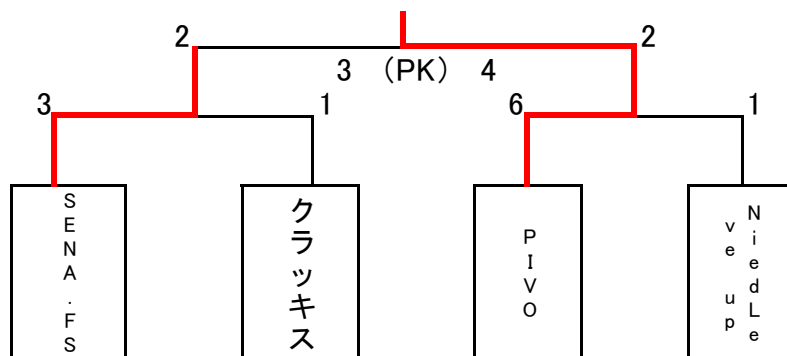 2 2
3 （PK） 4
3 1 6 1
SENA.FS
クラッキス
PIVO
NiedLe
ve up